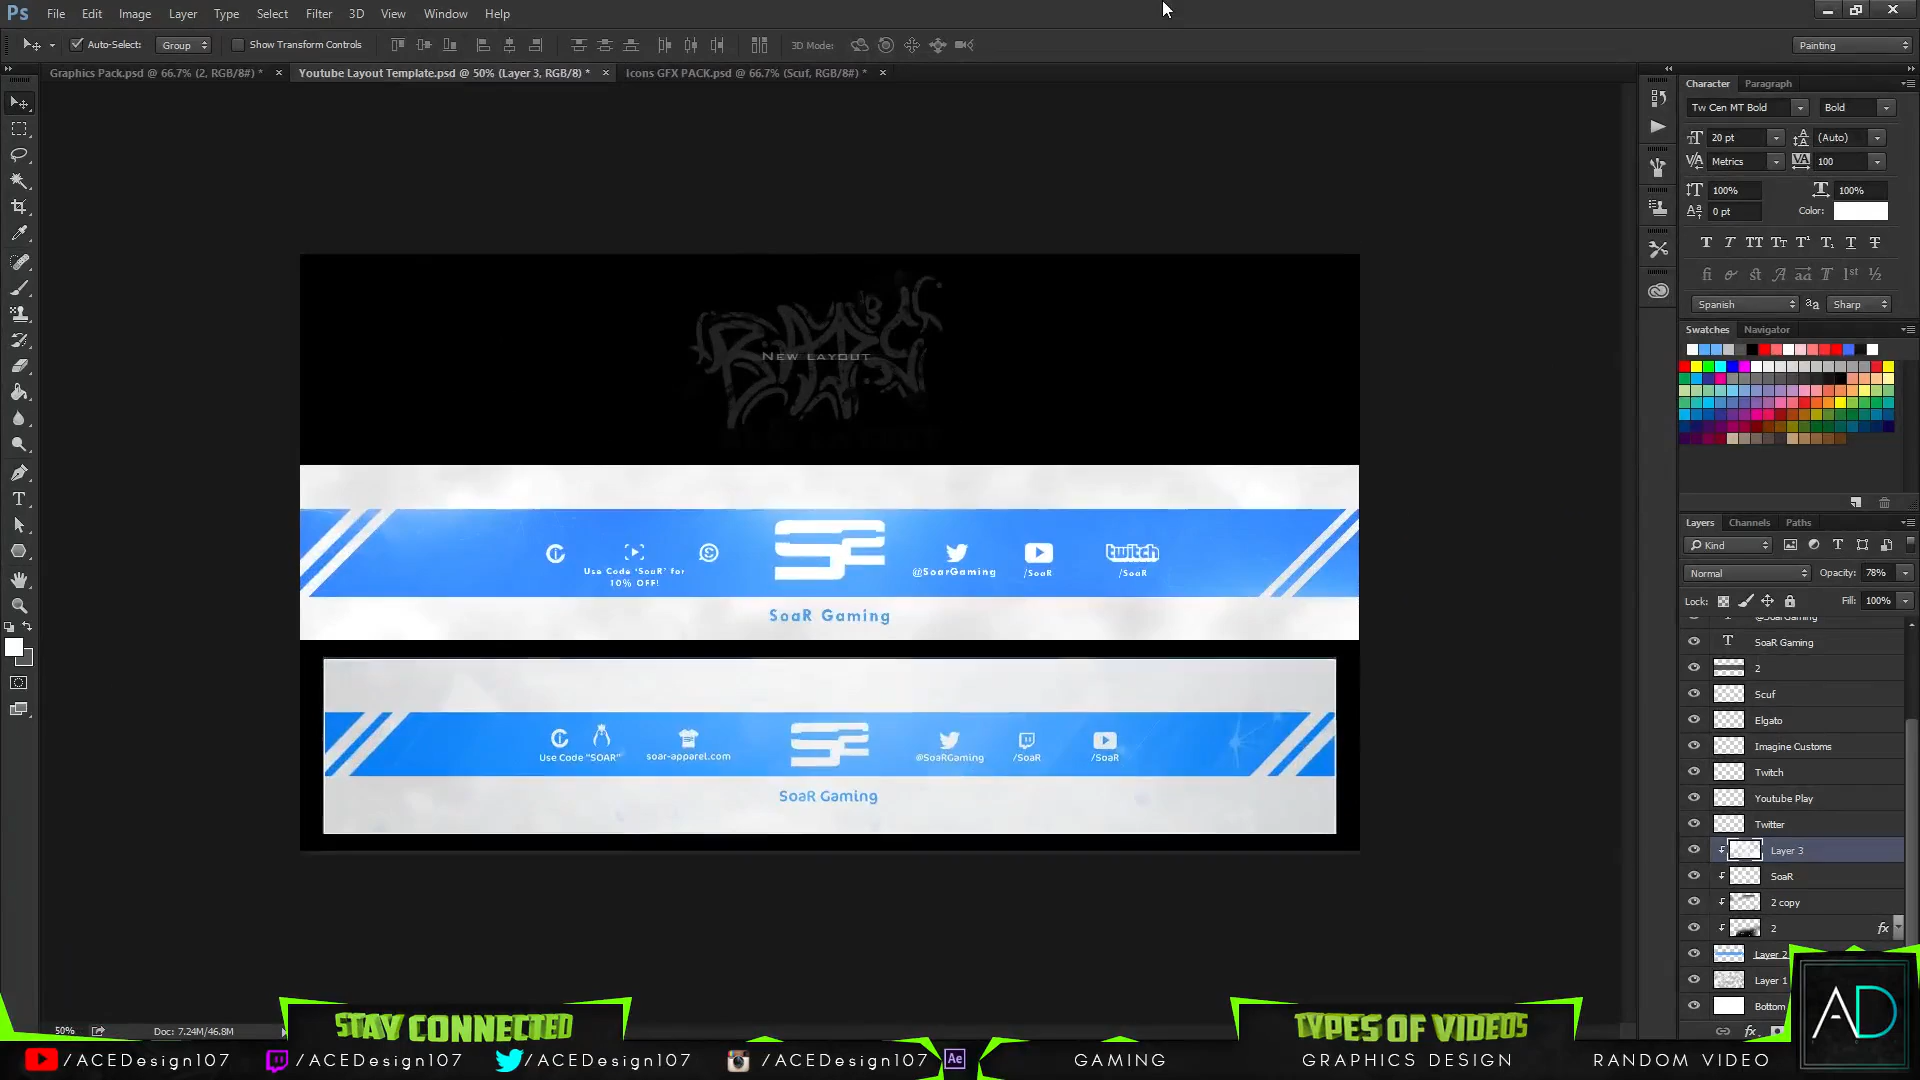 Ps File Edit Image Layer Type Select Filter 3D View Window Help
Auto-Select: Group Show Transform Controls 3D Mode: Painting
Graphics Pack.psd @ 66.7% (2, RGB/8#) * Youtube Layout Template.psd @ 50% (Layer 3, RGB/8) * Icons GFX PACK.psd @ 66.7% (Scuf, RGB/8#) *
Character Paragraph
Tw Cen MT Bold Bold
20 pt (Auto)
Metrics 100
100% 100%
0 pt Color:
Spanish Sharp
Swatches Navigator
NEW LAYOUT
Use Code 'SoaR' for
10% OFF!
@SoarGaming
/SoaR
twitch
/SoaR
SoaR Gaming
Use Code "SOAR"
soar-apparel.com
@SoaRGaming
/SoaR
/SoaR
SoaR Gaming
Layers Channels Paths
Kind
Normal Opacity: 78%
Lock: Fill: 100%
@SoarGaming
SoaR Gaming
2
Scuf
Elgato
Imagine Customs
Twitch
Youtube Play
Twitter
Layer 3
SoaR
2 copy
2 fx
Layer 2
Layer 1
Bottom
50% Doc: 7.24M/46.8M
STAY CONNECTED
TYPES OF VIDEOS
/ACEDesign107 /ACEDesign107 /ACEDesign107 /ACEDesign107 Ae GAMING GRAPHICS DESIGN RANDOM VIDEO
AD